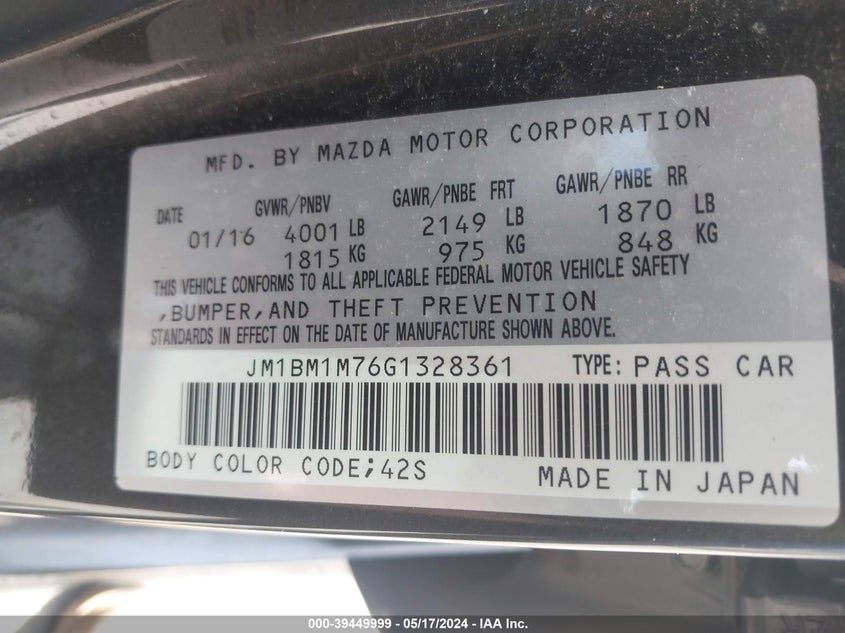 MFD. BY MAZDA MOTOR CORPORATION
DATE GVWR/PNBV GAWR/PNBE FRT GAWR/PNBE RR
01/16 4001 LB 2149 LB 1870 LB
1815 KG 975 KG 848 KG
THIS VEHICLE CONFORMS TO ALL APPLICABLE FEDERAL MOTOR VEHICLE SAFETY
,BUMPER,AND THEFT PREVENTION
STANDARDS IN EFFECT ON THE DATE OF MANUFACTURE SHOWN ABOVE.
JM1BM1M76G1328361 TYPE: PASS CAR
BODY COLOR CODE;42S MADE IN JAPAN
000-39449999 - 05/17/2024 - IAA Inc.